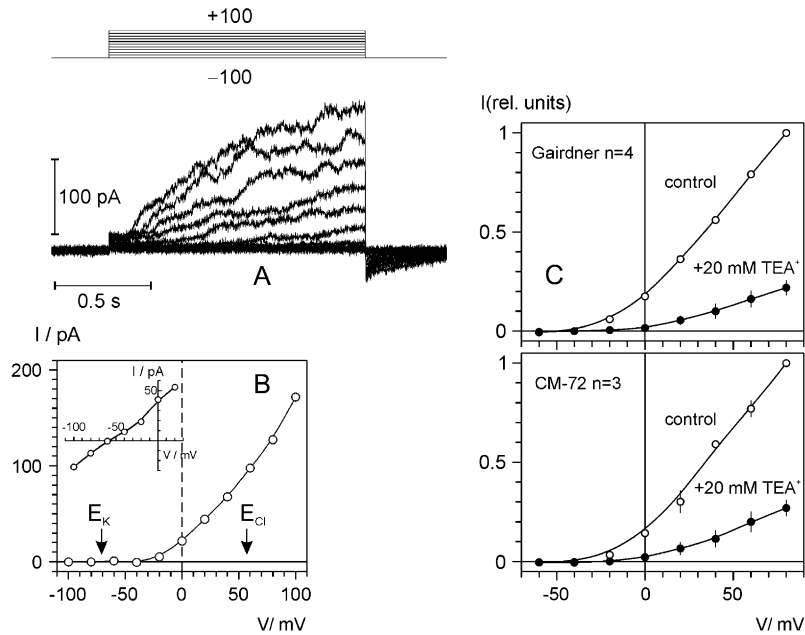 +100
−100
100 pA
0.5 s
A
I / pA
200
100
0
-100
-50
0
50
100
V/ mV
B
E_K
E_Cl
I / pA
50
-100
-50
V / mV
I(rel. units)
C
1
0.5
0
Gairdner n=4
control
+20 mM TEA⁺
1
0.5
0
CM-72 n=3
control
+20 mM TEA⁺
-50
0
50
V/ mV